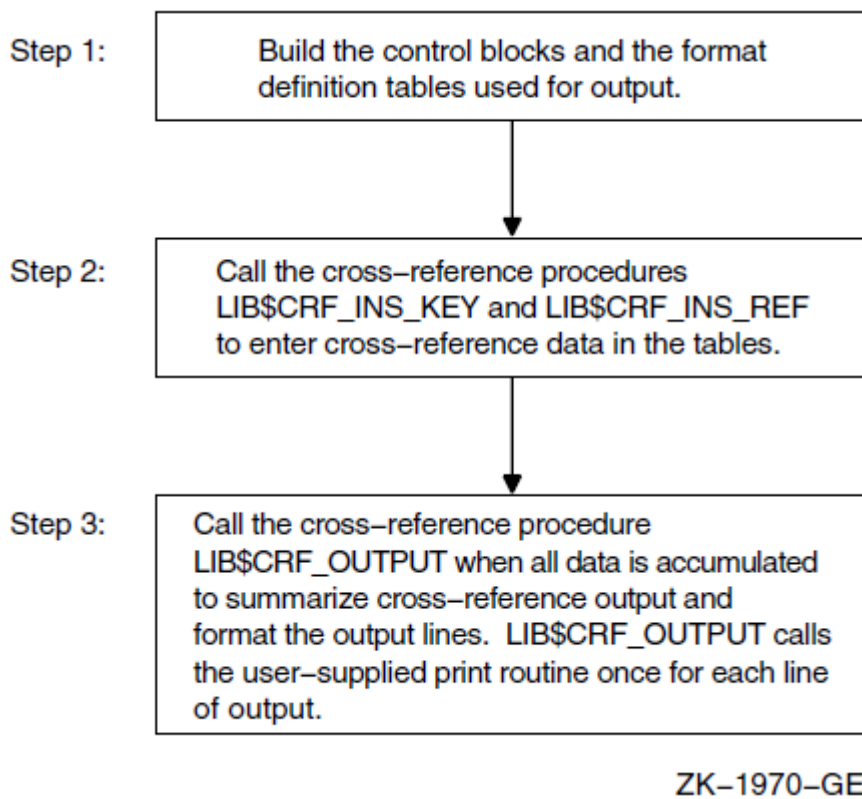 Step 1:
Build the control blocks and the format
definition tables used for output.
Step 2:
Call the cross−reference procedures
LIB$CRF_INS_KEY and LIB$CRF_INS_REF
to enter cross−reference data in the tables.
Step 3:
Call the cross−reference procedure
LIB$CRF_OUTPUT when all data is accumulated
to summarize cross−reference output and
format the output lines.  LIB$CRF_OUTPUT calls
the user−supplied print routine once for each line
of output.
ZK−1970−GE